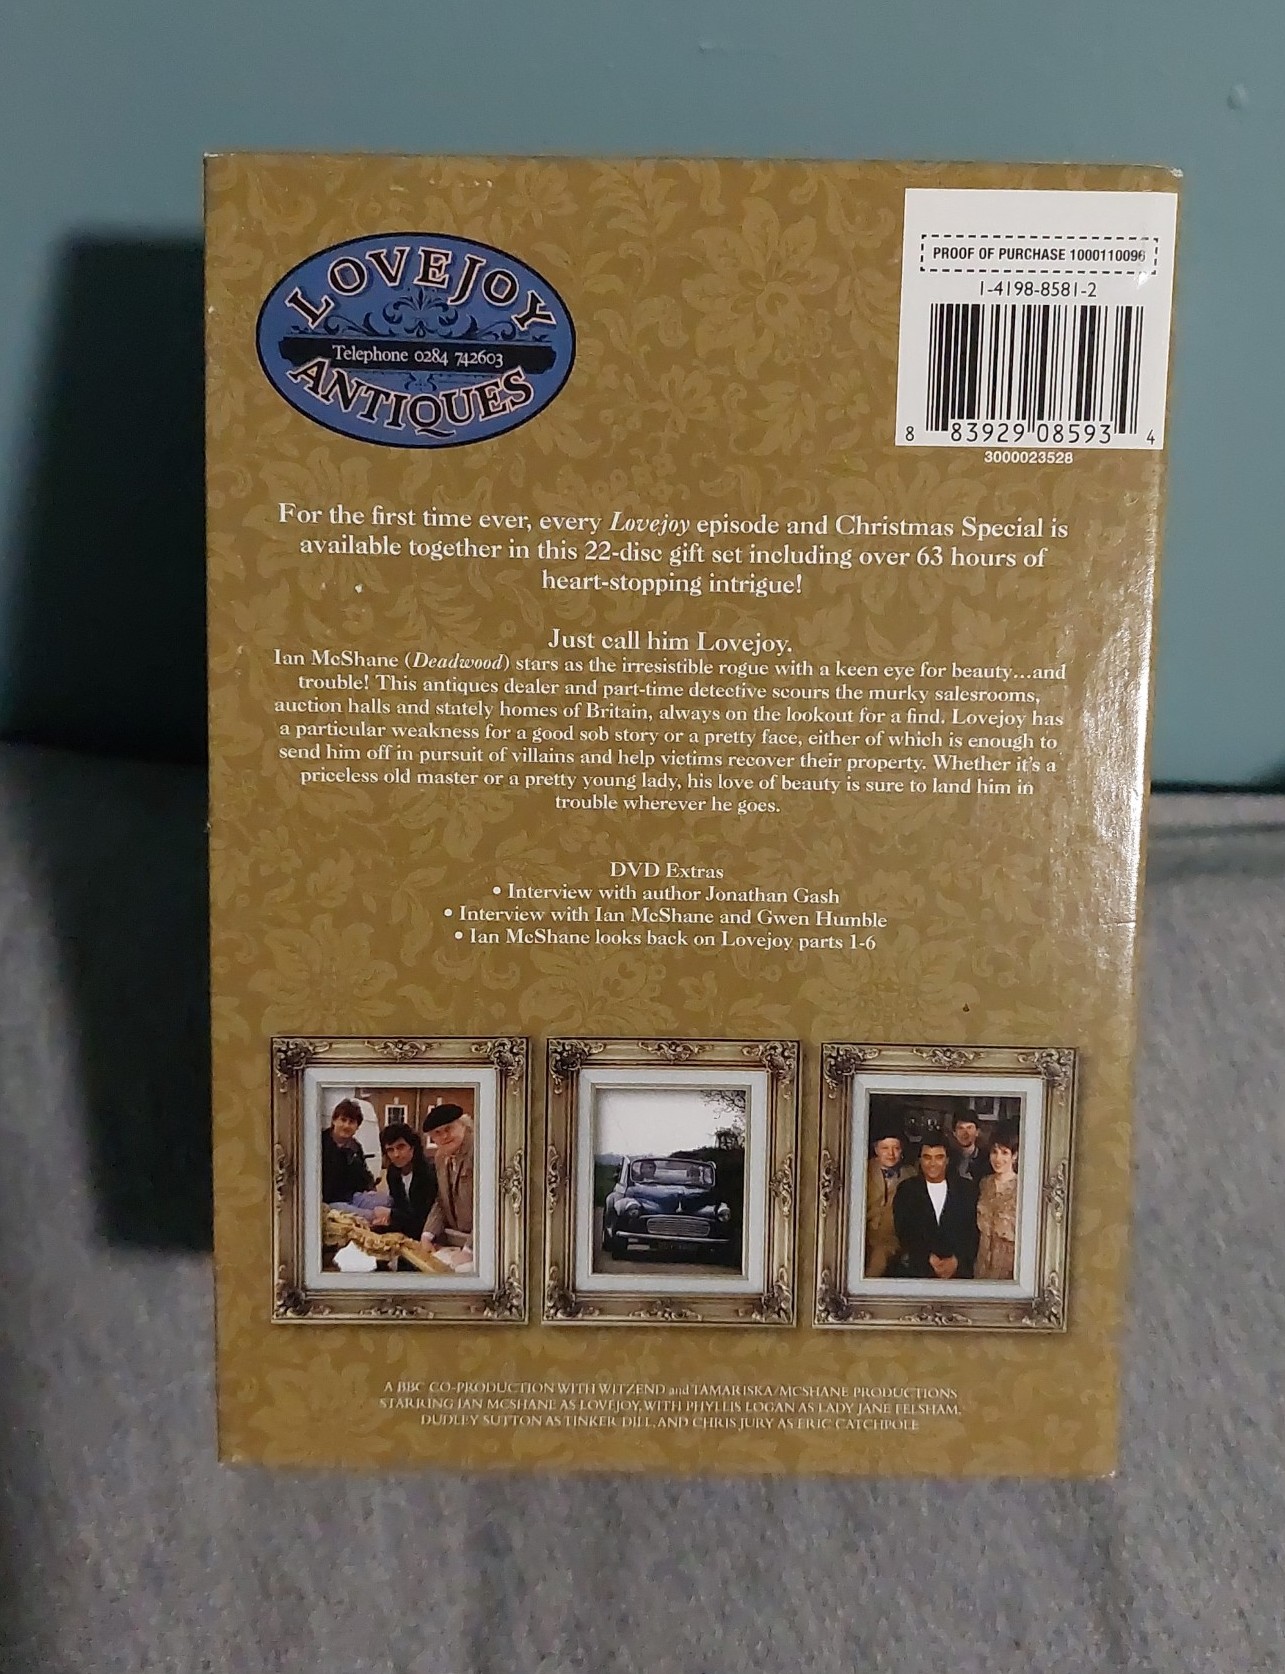 LOVEJOY
Telephone 0284 742603
ANTIQUES
PROOF OF PURCHASE 1000110096
1-4198-8581-2
8 83929 08593 4
3000023528
For the first time ever, every Lovejoy episode and Christmas Special is
available together in this 22-disc gift set including over 63 hours of
heart-stopping intrigue!
Just call him Lovejoy.
Ian McShane (Deadwood) stars as the irresistible rogue with a keen eye for beauty...and
trouble! This antiques dealer and part-time detective scours the murky salesrooms,
auction halls and stately homes of Britain, always on the lookout for a find. Lovejoy has
a particular weakness for a good sob story or a pretty face, either of which is enough to
send him off in pursuit of villains and help victims recover their property. Whether it's a
priceless old master or a pretty young lady, his love of beauty is sure to land him in
trouble wherever he goes.
DVD Extras
• Interview with author Jonathan Gash
• Interview with Ian McShane and Gwen Humble
• Ian McShane looks back on Lovejoy parts 1-6
A BBC CO-PRODUCTION WITH WITZEND and TAMARISKA/MCSHANE PRODUCTIONS
STARRING IAN MCSHANE AS LOVEJOY, WITH PHYLLIS LOGAN AS LADY JANE FELSHAM,
DUDLEY SUTTON AS TINKER DILL, AND CHRIS JURY AS ERIC CATCHPOLE